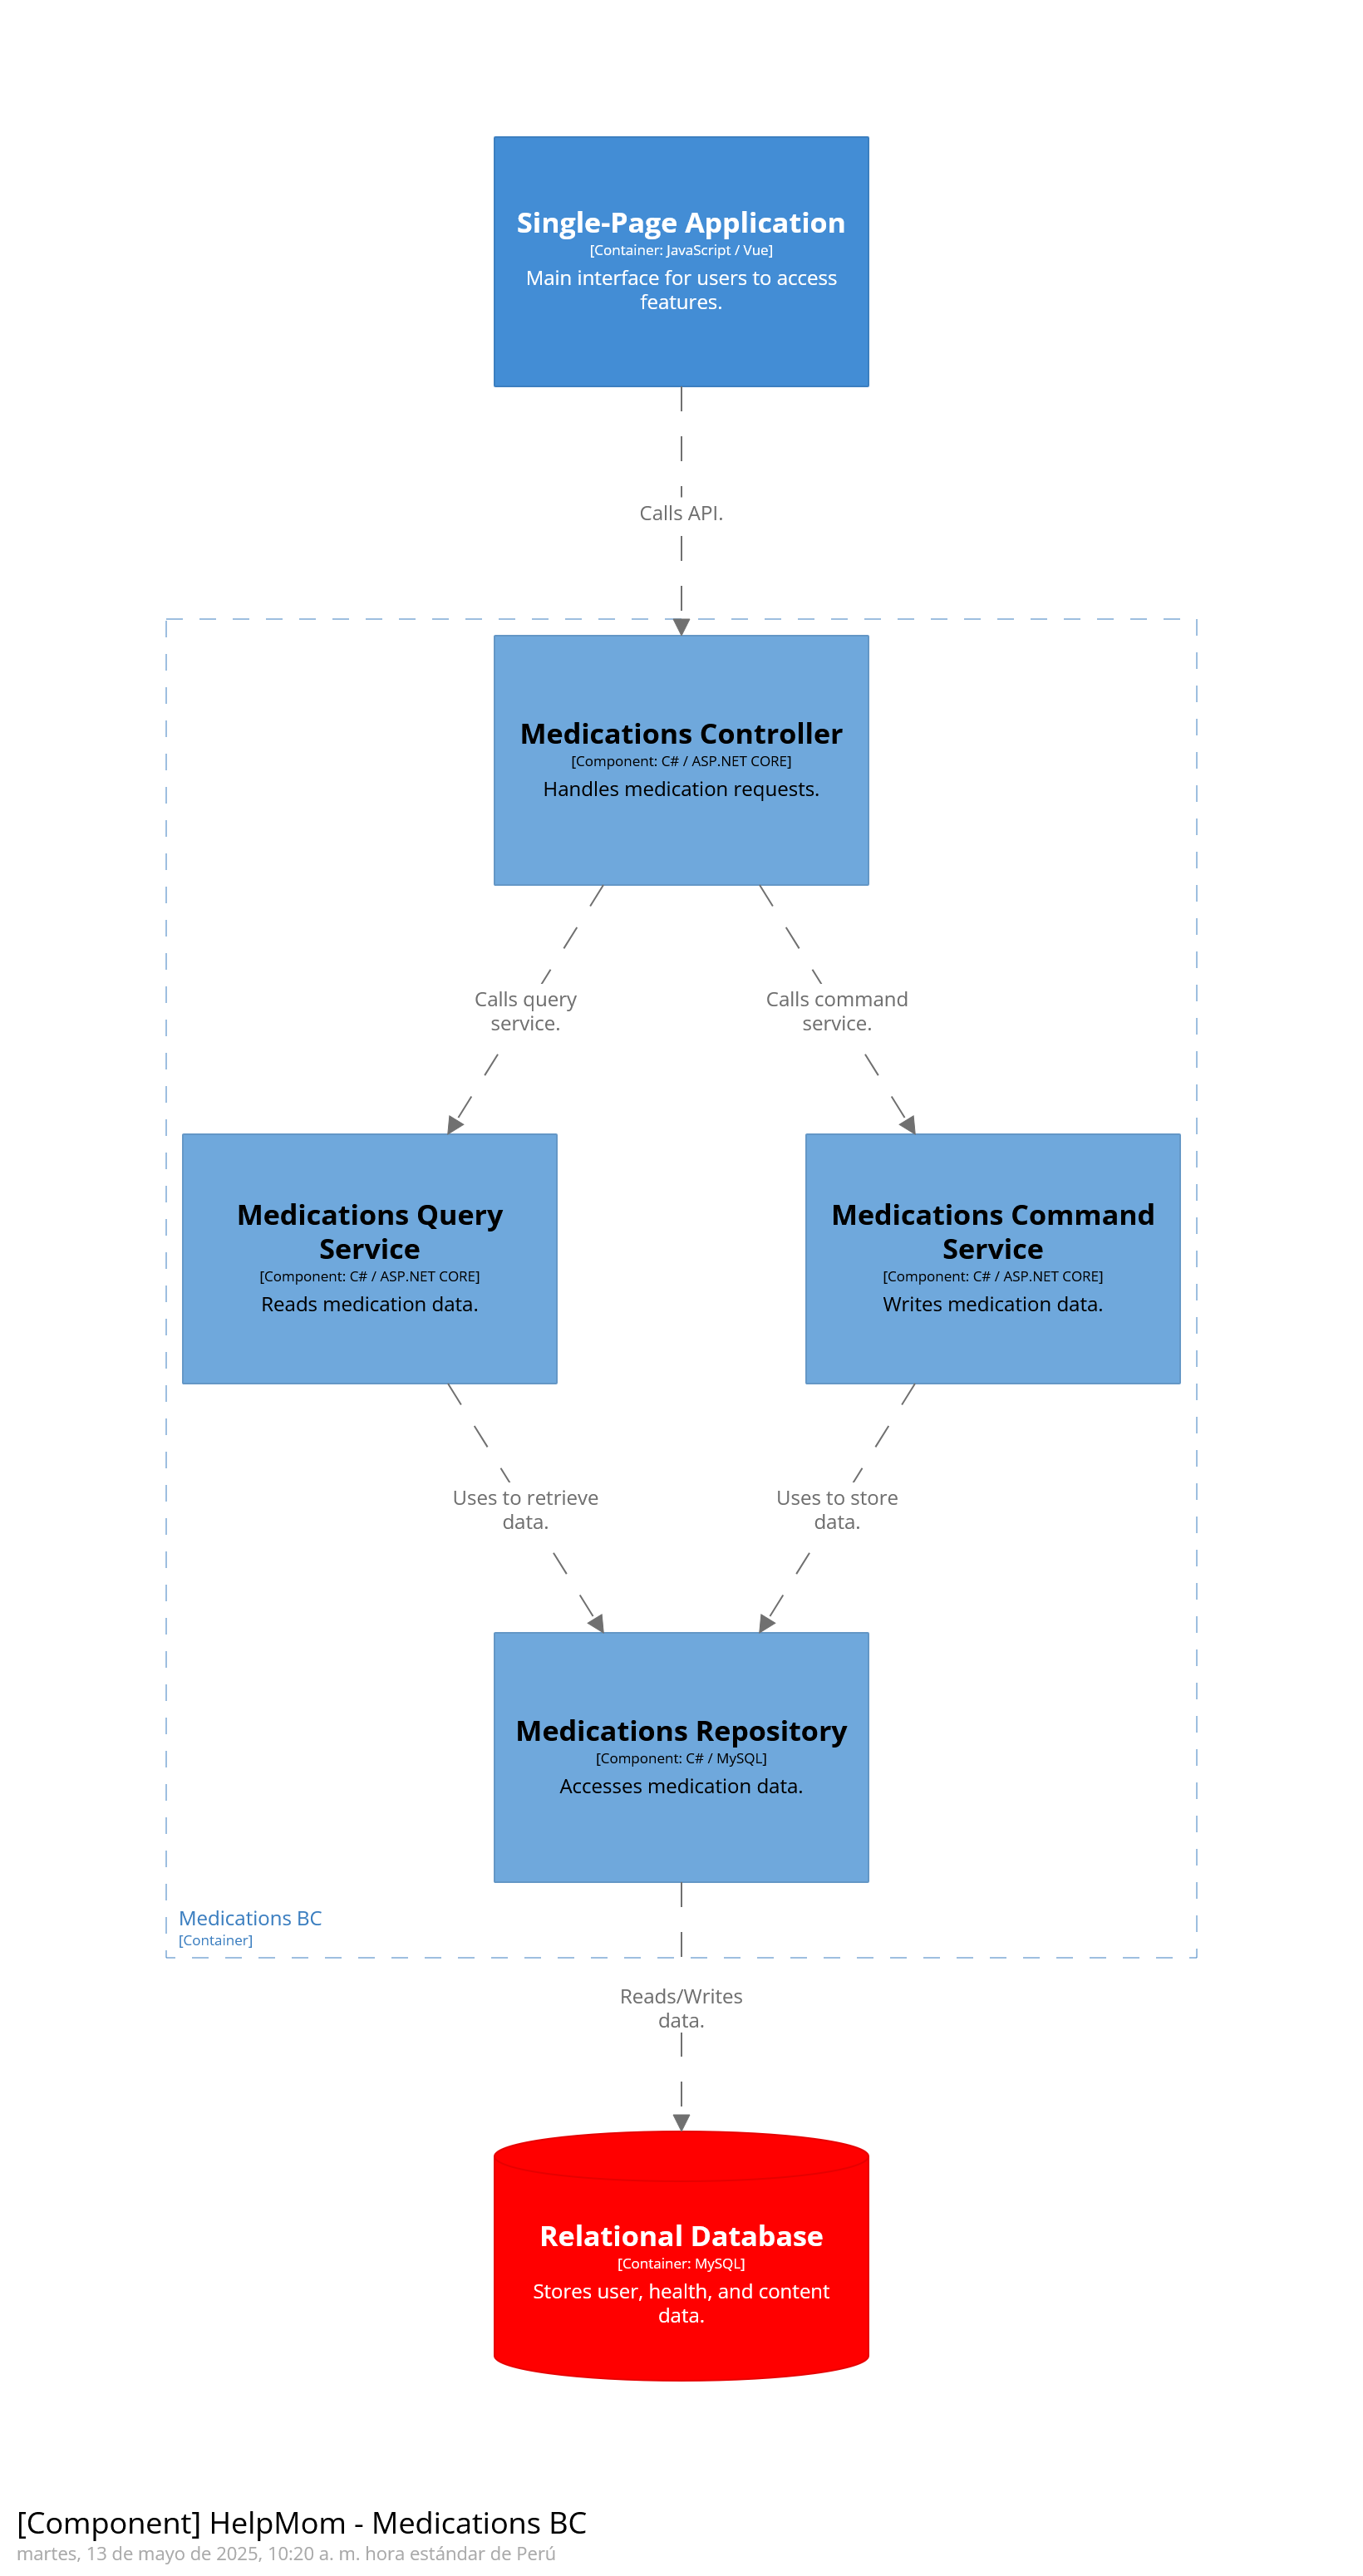 Single-Page Application
[Container: JavaScript / Vue]
Main interface for users to access
features.
Calls API.
Medications Controller
[Component: C# / ASP.NET CORE]
Handles medication requests.
Calls query
service.
Calls command
service.
Medications Query
Service
[Component: C# / ASP.NET CORE]
Reads medication data.
Medications Command
Service
[Component: C# / ASP.NET CORE]
Writes medication data.
Uses to retrieve
data.
Uses to store
data.
Medications Repository
[Component: C# / MySQL]
Accesses medication data.
Medications BC
[Container]
Reads/Writes
data.
Relational Database
[Container: MySQL]
Stores user, health, and content
data.
[Component] HelpMom - Medications BC
martes, 13 de mayo de 2025, 10:20 a. m. hora estándar de Perú